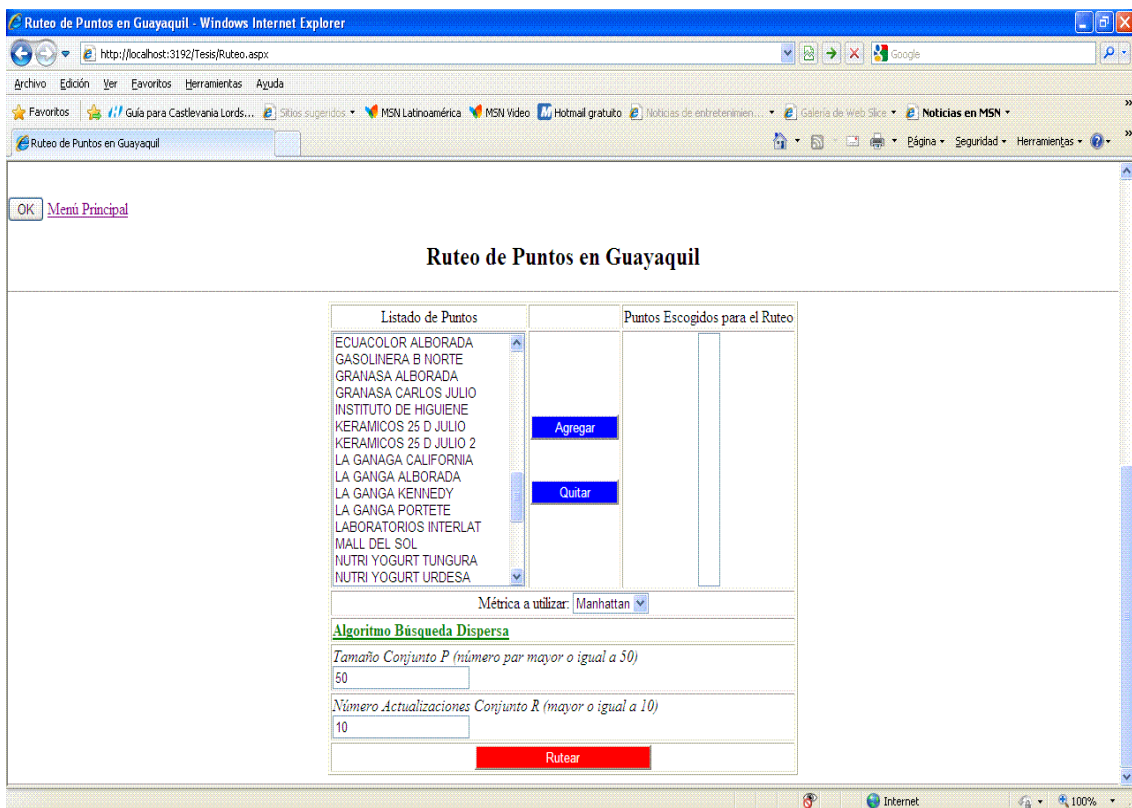 Ruteo de Puntos en Guayaquil - Windows Internet Explorer
http://localhost:3192/Tesis/Ruteo.aspx
Google
Archivo Edición Ver Favoritos Herramientas Ayuda
Favoritos Guía para Castlevania Lords... Sitios sugeridos MSN Latinoamérica MSN Video Hotmail gratuito Noticias de entretenimien... Galería de Web Slice Noticias en MSN
Ruteo de Puntos en Guayaquil
Página Seguridad Herramientas
OK Menú Principal
Ruteo de Puntos en Guayaquil
Listado de Puntos
Puntos Escogidos para el Ruteo
ECUACOLOR ALBORADA
GASOLINERA B NORTE
GRANASA ALBORADA
GRANASA CARLOS JULIO
INSTITUTO DE HIGUIENE
KERAMICOS 25 D JULIO
KERAMICOS 25 D JULIO 2
LA GANAGA CALIFORNIA
LA GANGA ALBORADA
LA GANGA KENNEDY
LA GANGA PORTETE
LABORATORIOS INTERLAT
MALL DEL SOL
NUTRI YOGURT TUNGURA
NUTRI YOGURT URDESA
Agregar
Quitar
Métrica a utilizar: Manhattan
Algoritmo Búsqueda Dispersa
Tamaño Conjunto P (número par mayor o igual a 50)
50
Número Actualizaciones Conjunto R (mayor o igual a 10)
10
Rutear
Internet
100%